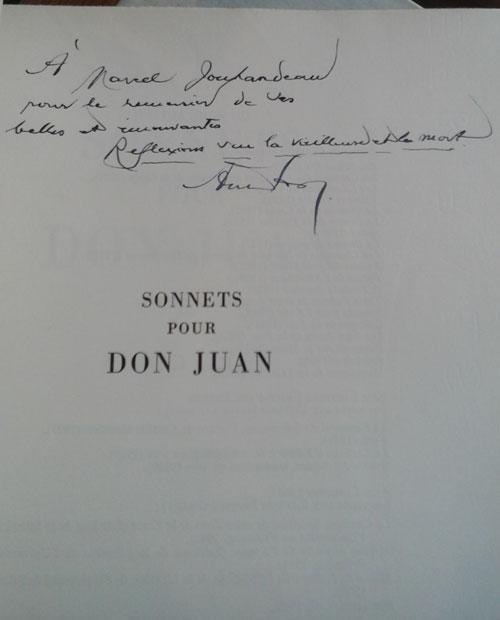 À
Marcel Jouhandeau
pour le remercier de ses
belles et émouvantes
Reflexions sur la vieillesse et la mort
SONNETS
POUR
DON JUAN